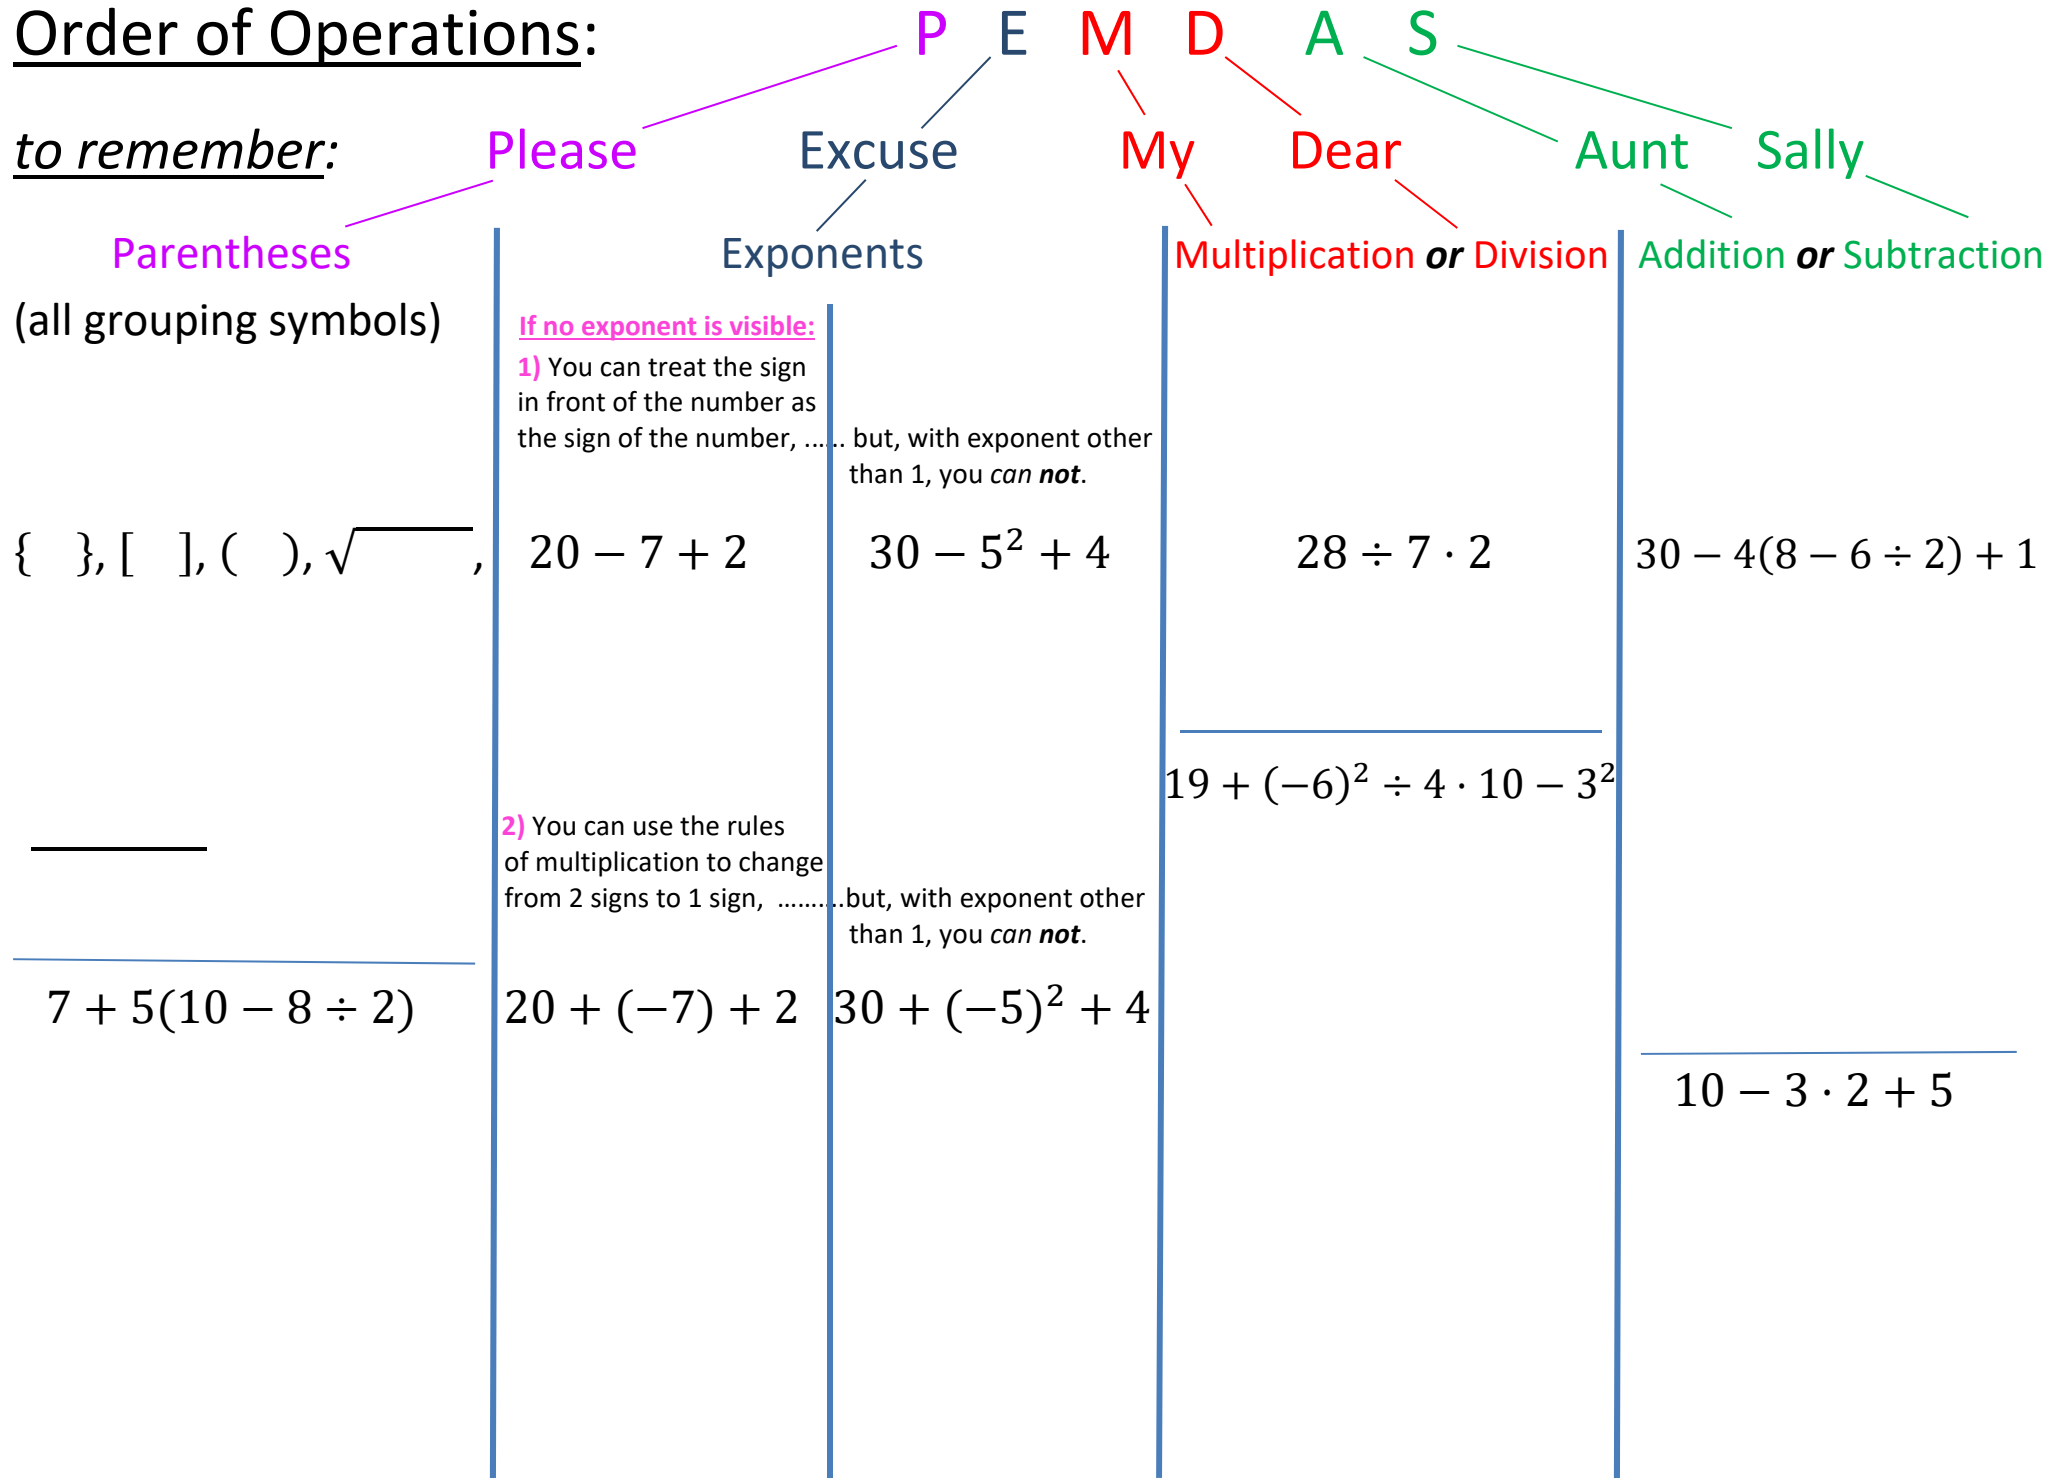 Order of Operations: P E M D A S
to remember: Please Excuse My Dear Aunt Sally
Parentheses Exponents Multiplication or Division Addition or Subtraction
(all grouping symbols)
If no exponent is visible:
1) You can treat the sign
in front of the number as
the sign of the number, ...... but, with exponent other
than 1, you can not.
{ }, [ ], ( ), √ ,
20 − 7 + 2
30 − 5² + 4
28 ÷ 7 · 2
30 − 4(8 − 6 ÷ 2) + 1
19 + (−6)² ÷ 4 · 10 − 3²
2) You can use the rules
of multiplication to change
from 2 signs to 1 sign, ..........but, with exponent other
than 1, you can not.
7 + 5(10 − 8 ÷ 2)
20 + (−7) + 2
30 + (−5)² + 4
10 − 3 · 2 + 5